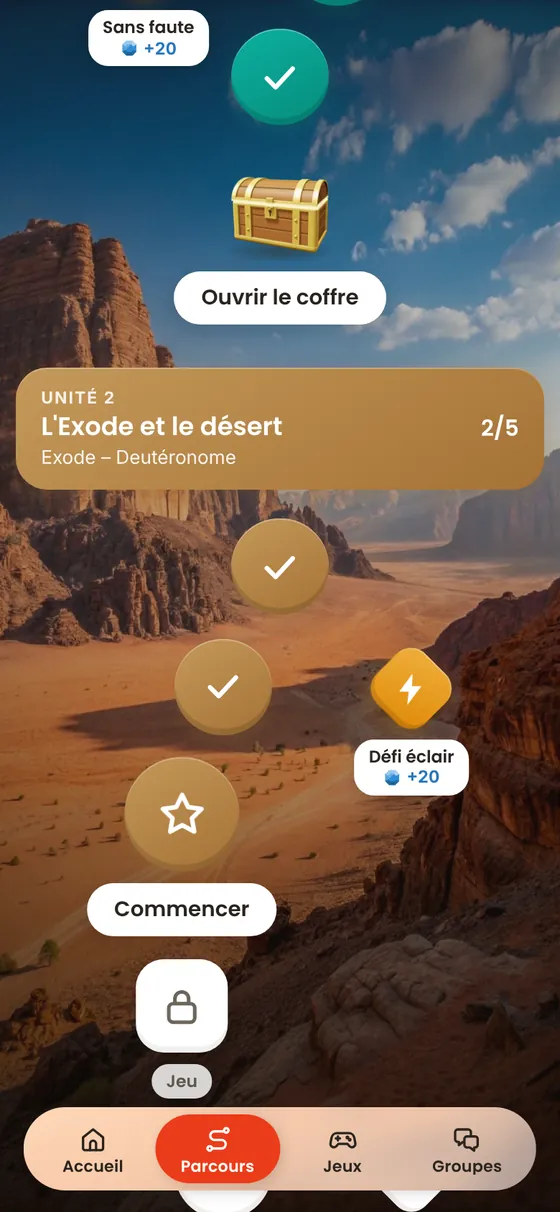 Sans faute
+20
Ouvrir le coffre
UNITÉ 2
L'Exode et le désert
2/5
Exode – Deutéronome
Défi éclair
+20
Commencer
Jeu
Accueil
Parcours
Jeux
Groupes